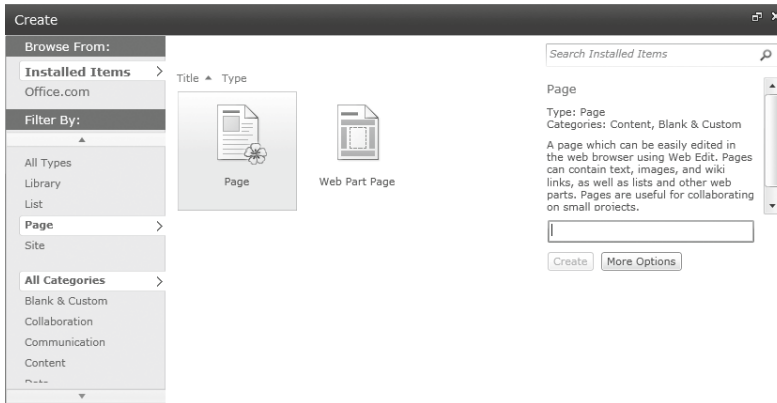 Create
Browse From:
Installed Items
Office.com
Filter By:
All Types
Library
List
Page
Site
All Categories
Blank & Custom
Collaboration
Communication
Content
Title Type
Page
Web Part Page
Search Installed Items
Page
Type: Page
Categories: Content, Blank & Custom
A page which can be easily edited in
the web browser using Web Edit. Pages
can contain text, images, and wiki
links, as well as lists and other web
parts. Pages are useful for collaborating
on small projects.
Create More Options